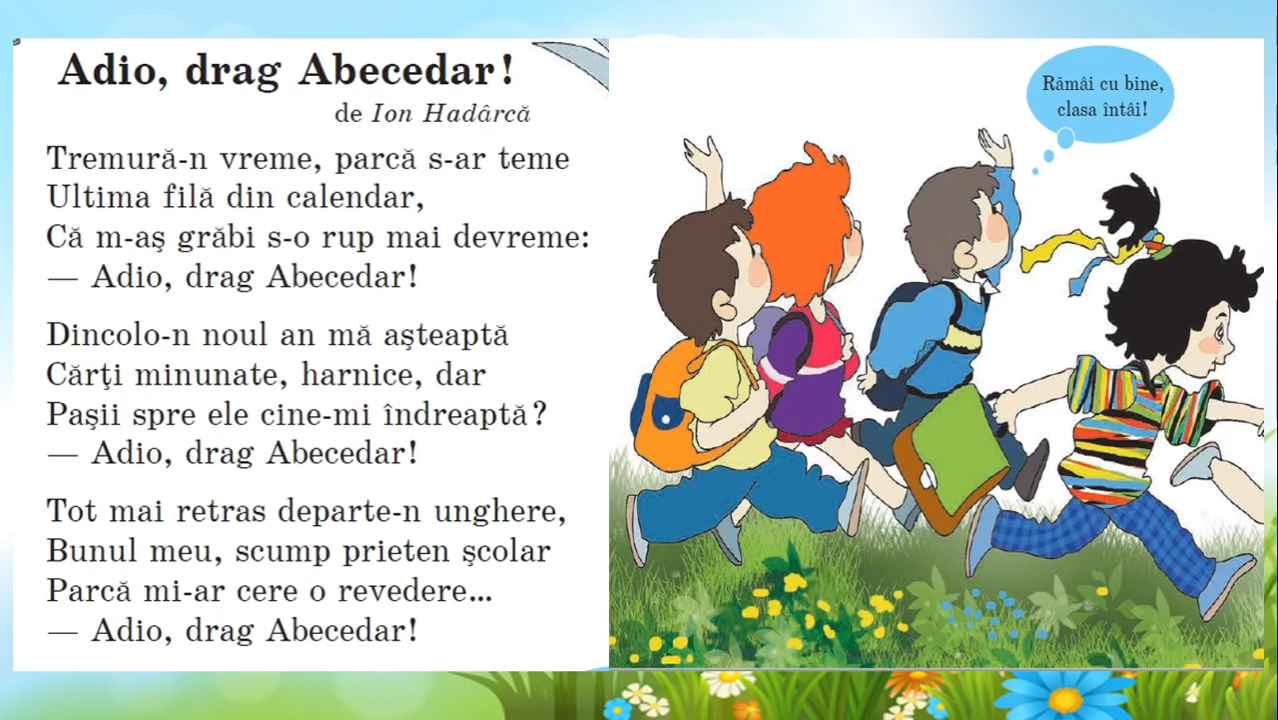 Adio, drag Abecedar!
de Ion Hadârcă
Tremură-n vreme, parcă s-ar teme
Ultima filă din calendar,
Că m-aş grăbi s-o rup mai devreme:
— Adio, drag Abecedar!
Dincolo-n noul an mă aşteaptă
Cărţi minunate, harnice, dar
Paşii spre ele cine-mi îndreaptă?
— Adio, drag Abecedar!
Tot mai retras departe-n unghere,
Bunul meu, scump prieten şcolar
Parcă mi-ar cere o revedere...
— Adio, drag Abecedar!
Rămâi cu bine,
clasa întâi!